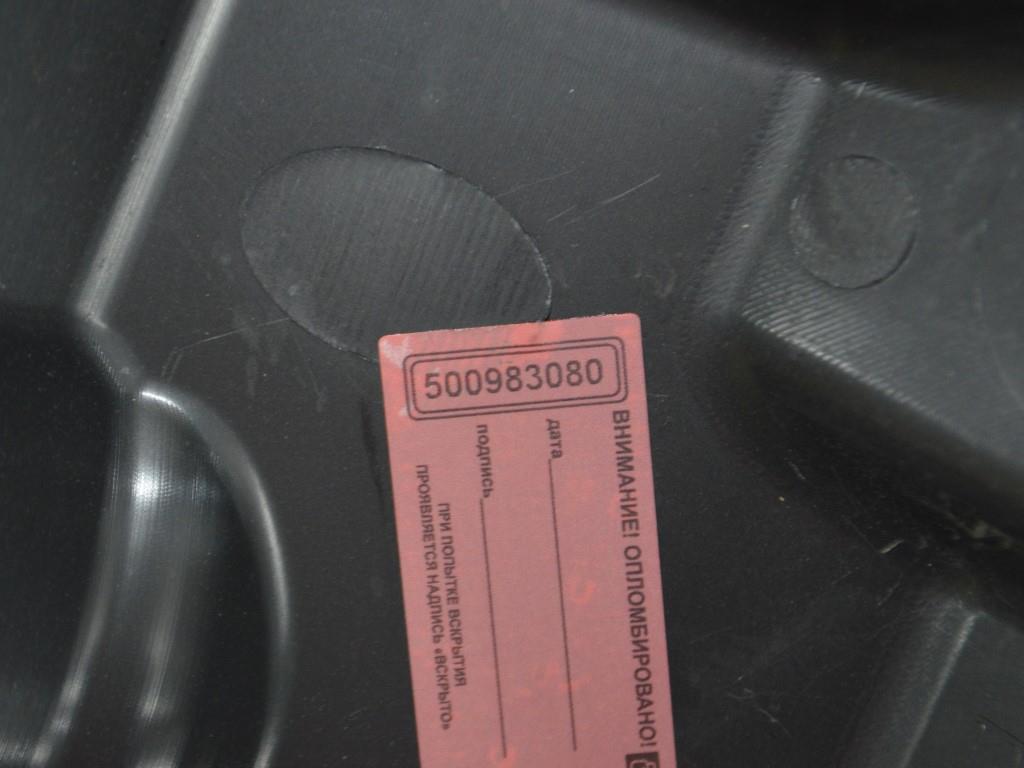 500983080
ВНИМАНИЕ! ОПЛОМБИРОВАНО!
дата
подпись
ПРИ ПОПЫТКЕ ВСКРЫТИЯ
ПРОЯВЛЯЕТСЯ НАДПИСЬ «ВСКРЫТО»